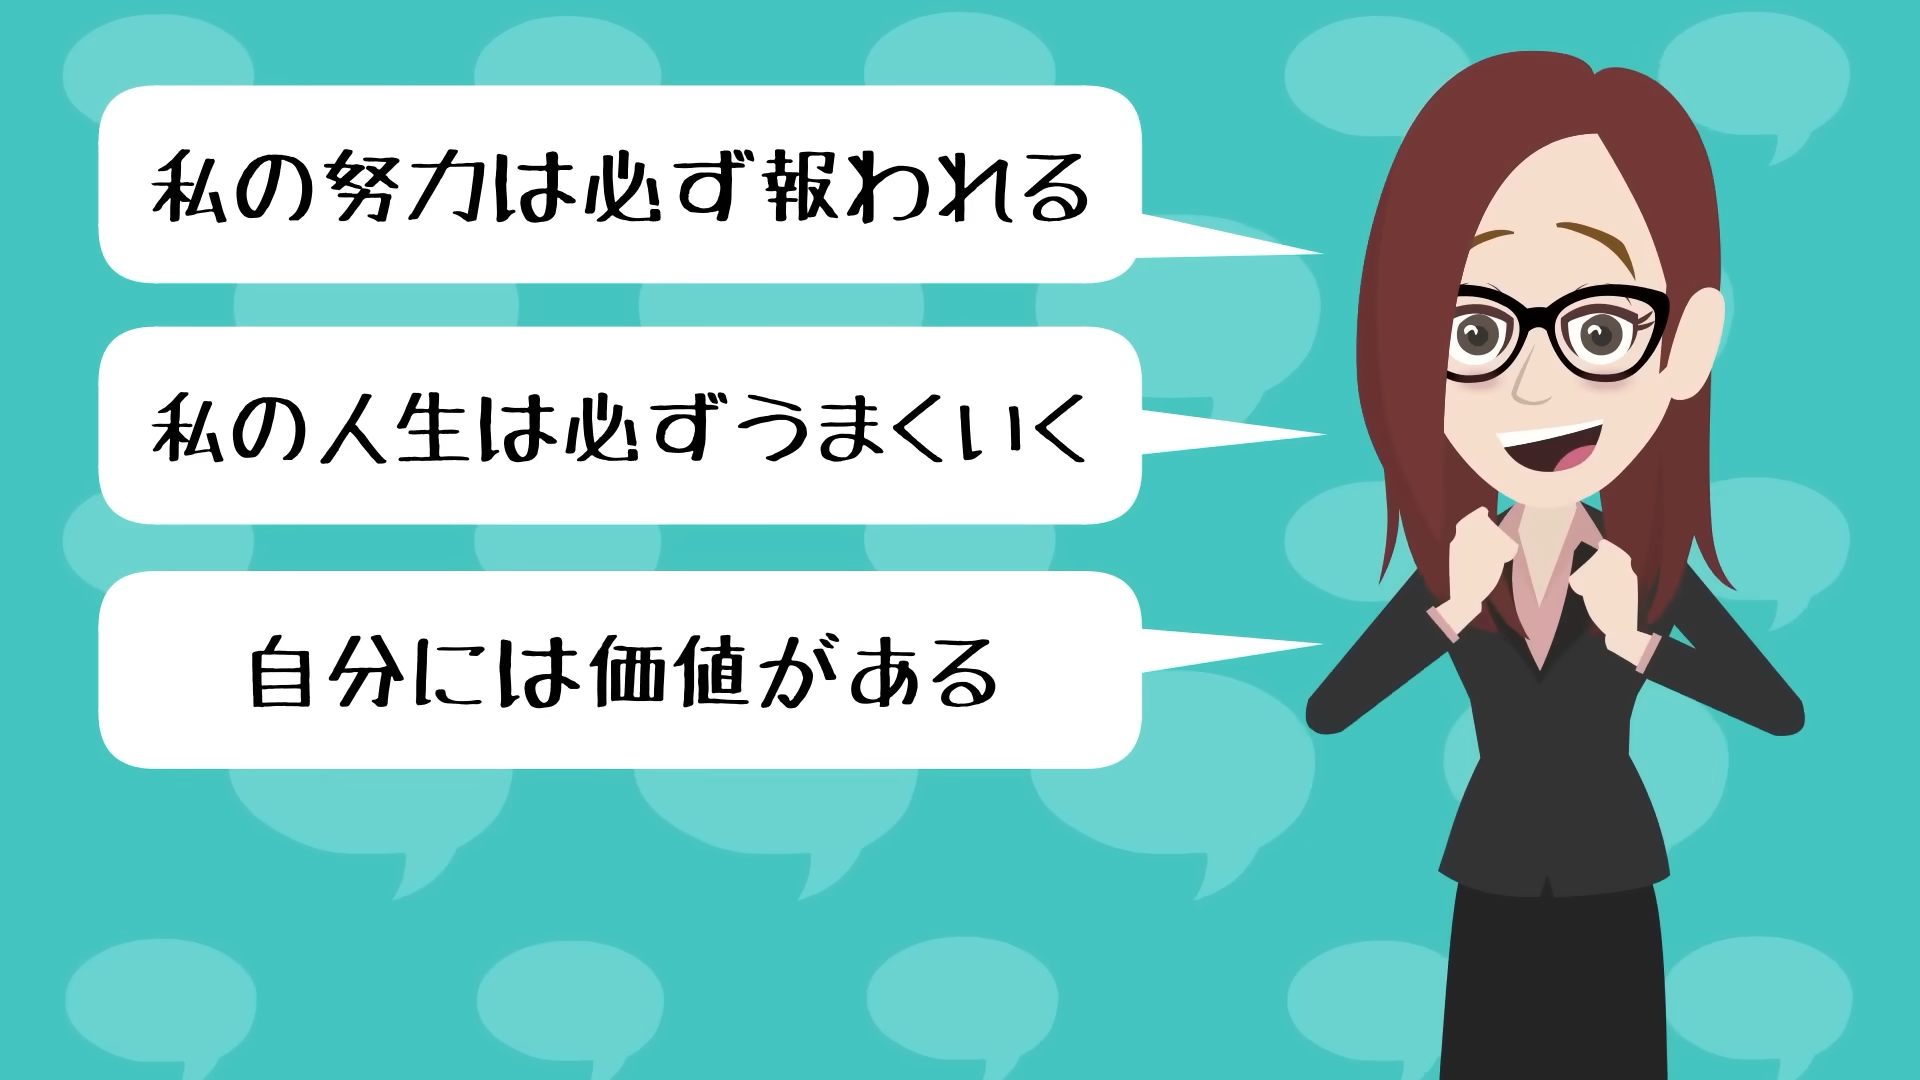 私の努力は必ず報われる
私の人生は必ずうまくいく
自分には価値がある